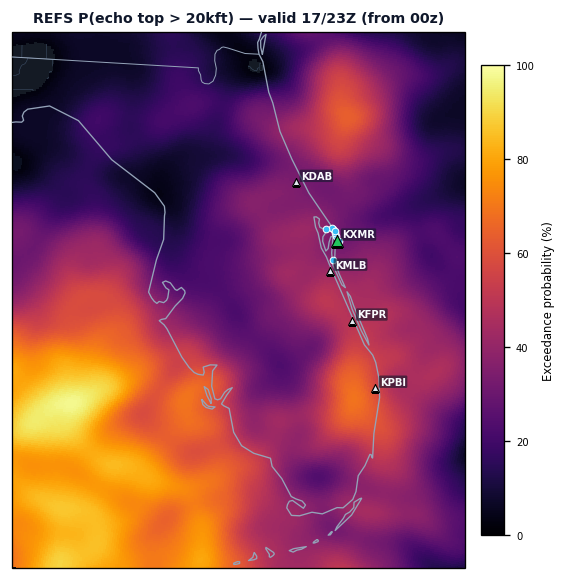 REFS P(echo top > 20kft) — valid 17/23Z (from 00z)
KDAB
KXMR
KMLB
KFPR
KPBI
100
80
60
40
20
0
Exceedance probability (%)